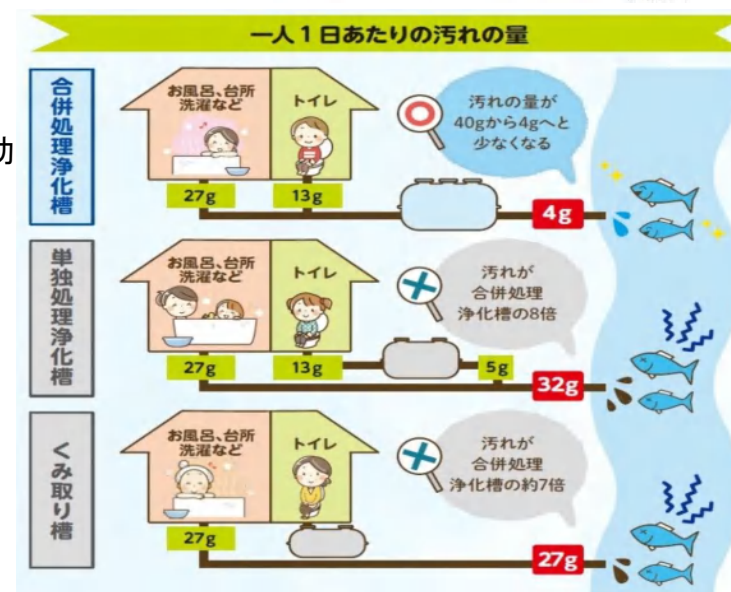 一人1日あたりの汚れの量
合併処理浄化槽
お風呂、台所
洗濯など
トイレ
汚れの量が
40gから4gへと
少なくなる
27g
13g
4g
単独処理浄化槽
お風呂、台所
洗濯など
トイレ
汚れが
合併処理
浄化槽の8倍
27g
13g
5g
32g
くみ取り槽
お風呂、台所
洗濯など
トイレ
汚れが
合併処理
浄化槽の約7倍
27g
27g